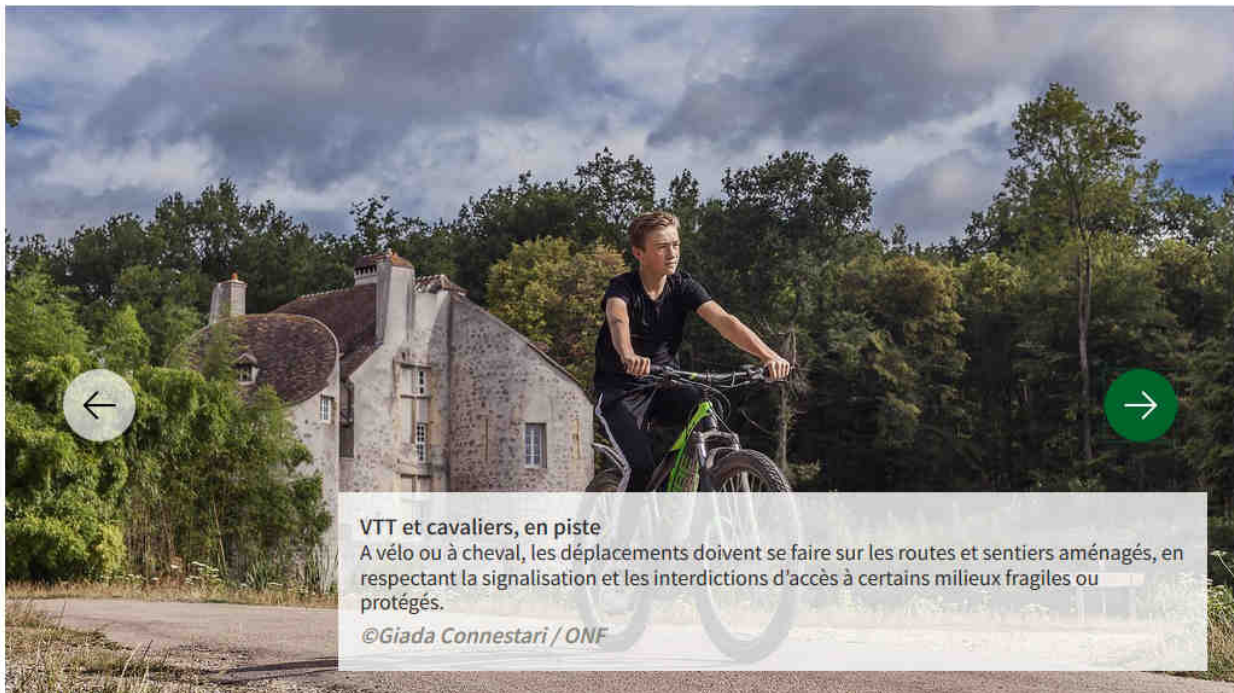 VTT et cavaliers, en piste
A vélo ou à cheval, les déplacements doivent se faire sur les routes et sentiers aménagés, en
respectant la signalisation et les interdictions d'accès à certains milieux fragiles ou
protégés.
©Giada Connestari / ONF